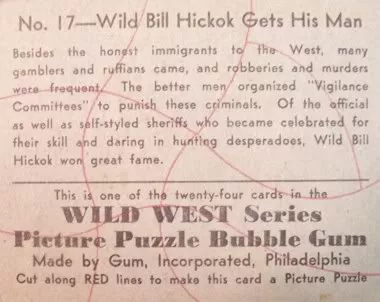 No. 17—Wild Bill Hickok Gets His Man
Besides the honest immigrants to the West, many
gamblers and ruffians came, and robberies and murders
were frequent. The better men organized "Vigilance
Committees" to punish these criminals. Of the official
as well as self-styled sheriffs who became celebrated for
their skill and daring in hunting desperadoes, Wild Bill
Hickok won great fame.
This is one of the twenty-four cards in the
WILD WEST Series
Picture Puzzle Bubble Gum
Made by Gum, Incorporated, Philadelphia
Cut along RED lines to make this card a Picture Puzzle